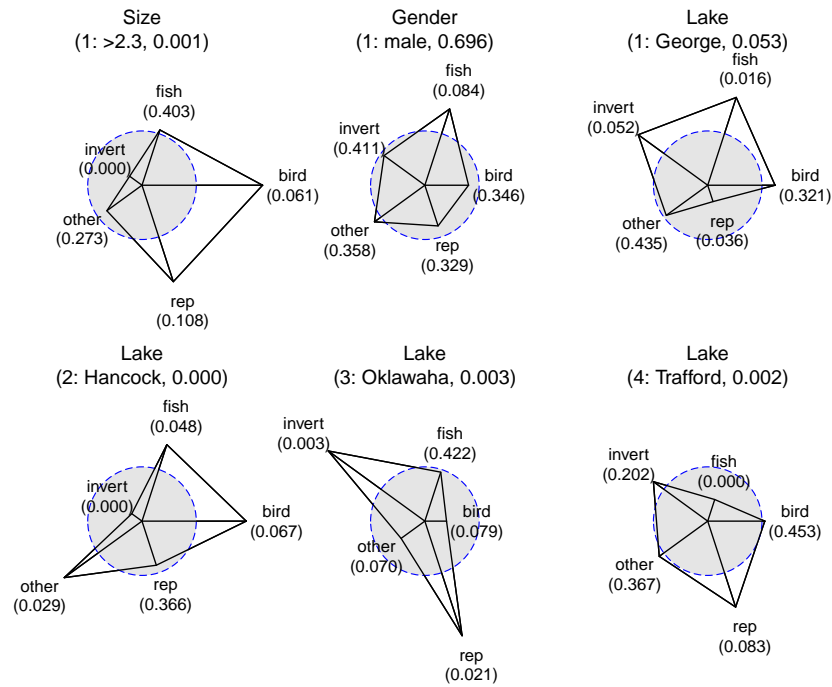 Size
(1: >2.3, 0.001)
fish
(0.403)
invert
(0.000)
bird
(0.061)
other
(0.273)
rep
(0.108)
Gender
(1: male, 0.696)
fish
(0.084)
invert
(0.411)
bird
(0.346)
other
(0.358)
rep
(0.329)
Lake
(1: George, 0.053)
fish
(0.016)
invert
(0.052)
bird
(0.321)
other
(0.435)
rep
(0.036)
Lake
(2: Hancock, 0.000)
fish
(0.048)
invert
(0.000)
bird
(0.067)
other
(0.029)
rep
(0.366)
Lake
(3: Oklawaha, 0.003)
invert
(0.003)
fish
(0.422)
bird
(0.079)
other
(0.070)
rep
(0.021)
Lake
(4: Trafford, 0.002)
invert
(0.202)
fish
(0.000)
bird
(0.453)
other
(0.367)
rep
(0.083)